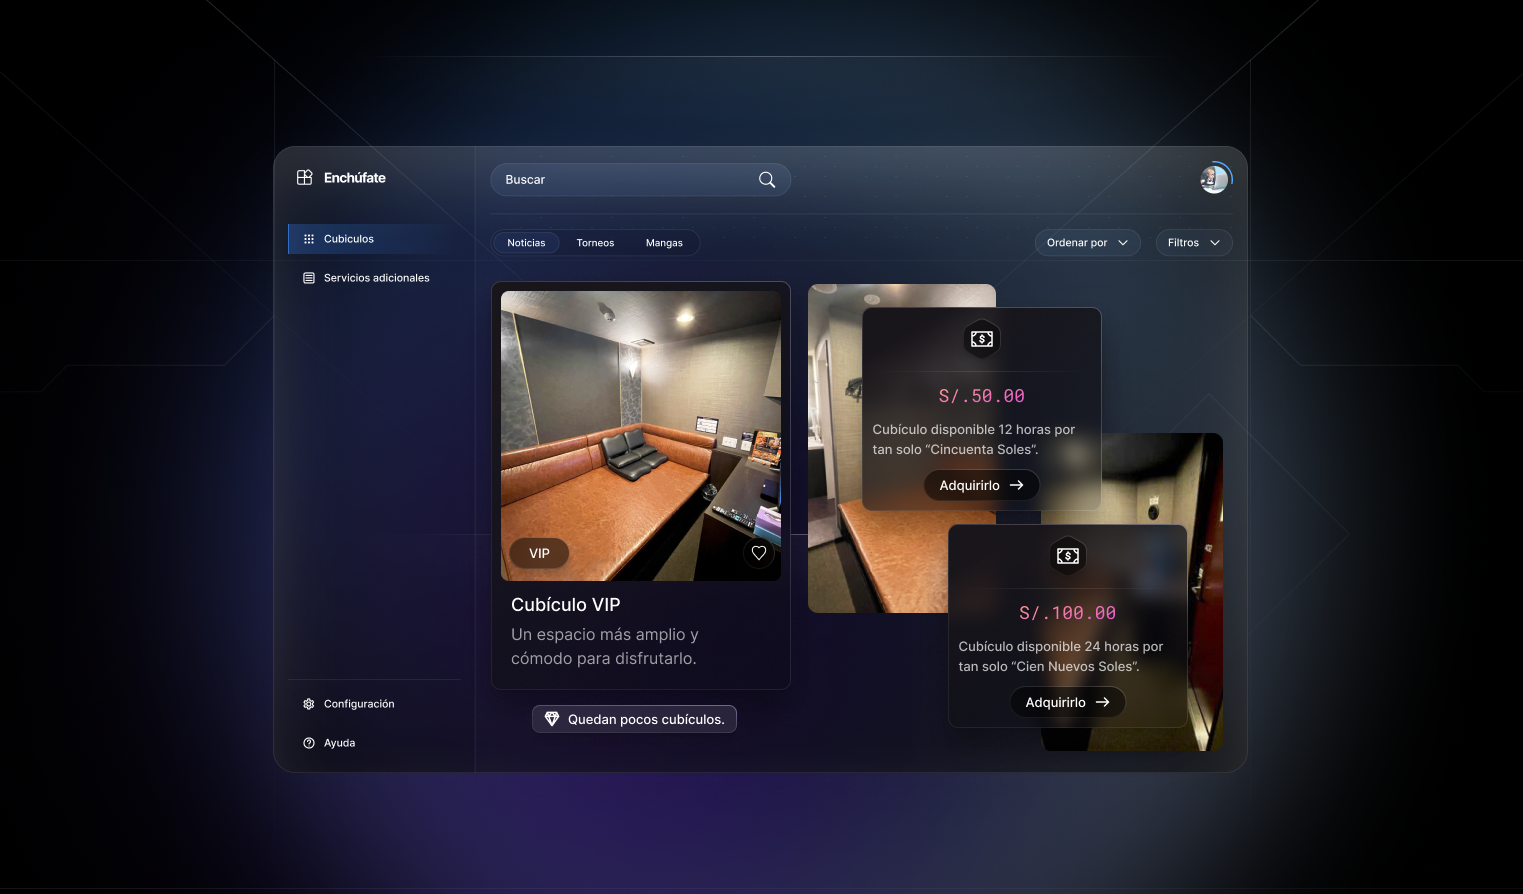 Enchúfate
Buscar
Cubiculos
Servicios adicionales
Noticias
Torneos
Mangas
Ordenar por
Filtros
VIP
Cubículo VIP
Un espacio más amplio y
cómodo para disfrutarlo.
Quedan pocos cubículos.
S/.50.00
Cubículo disponible 12 horas por
tan solo “Cincuenta Soles”.
Adquirirlo
S/.100.00
Cubículo disponible 24 horas por
tan solo “Cien Nuevos Soles”.
Adquirirlo
Configuración
Ayuda